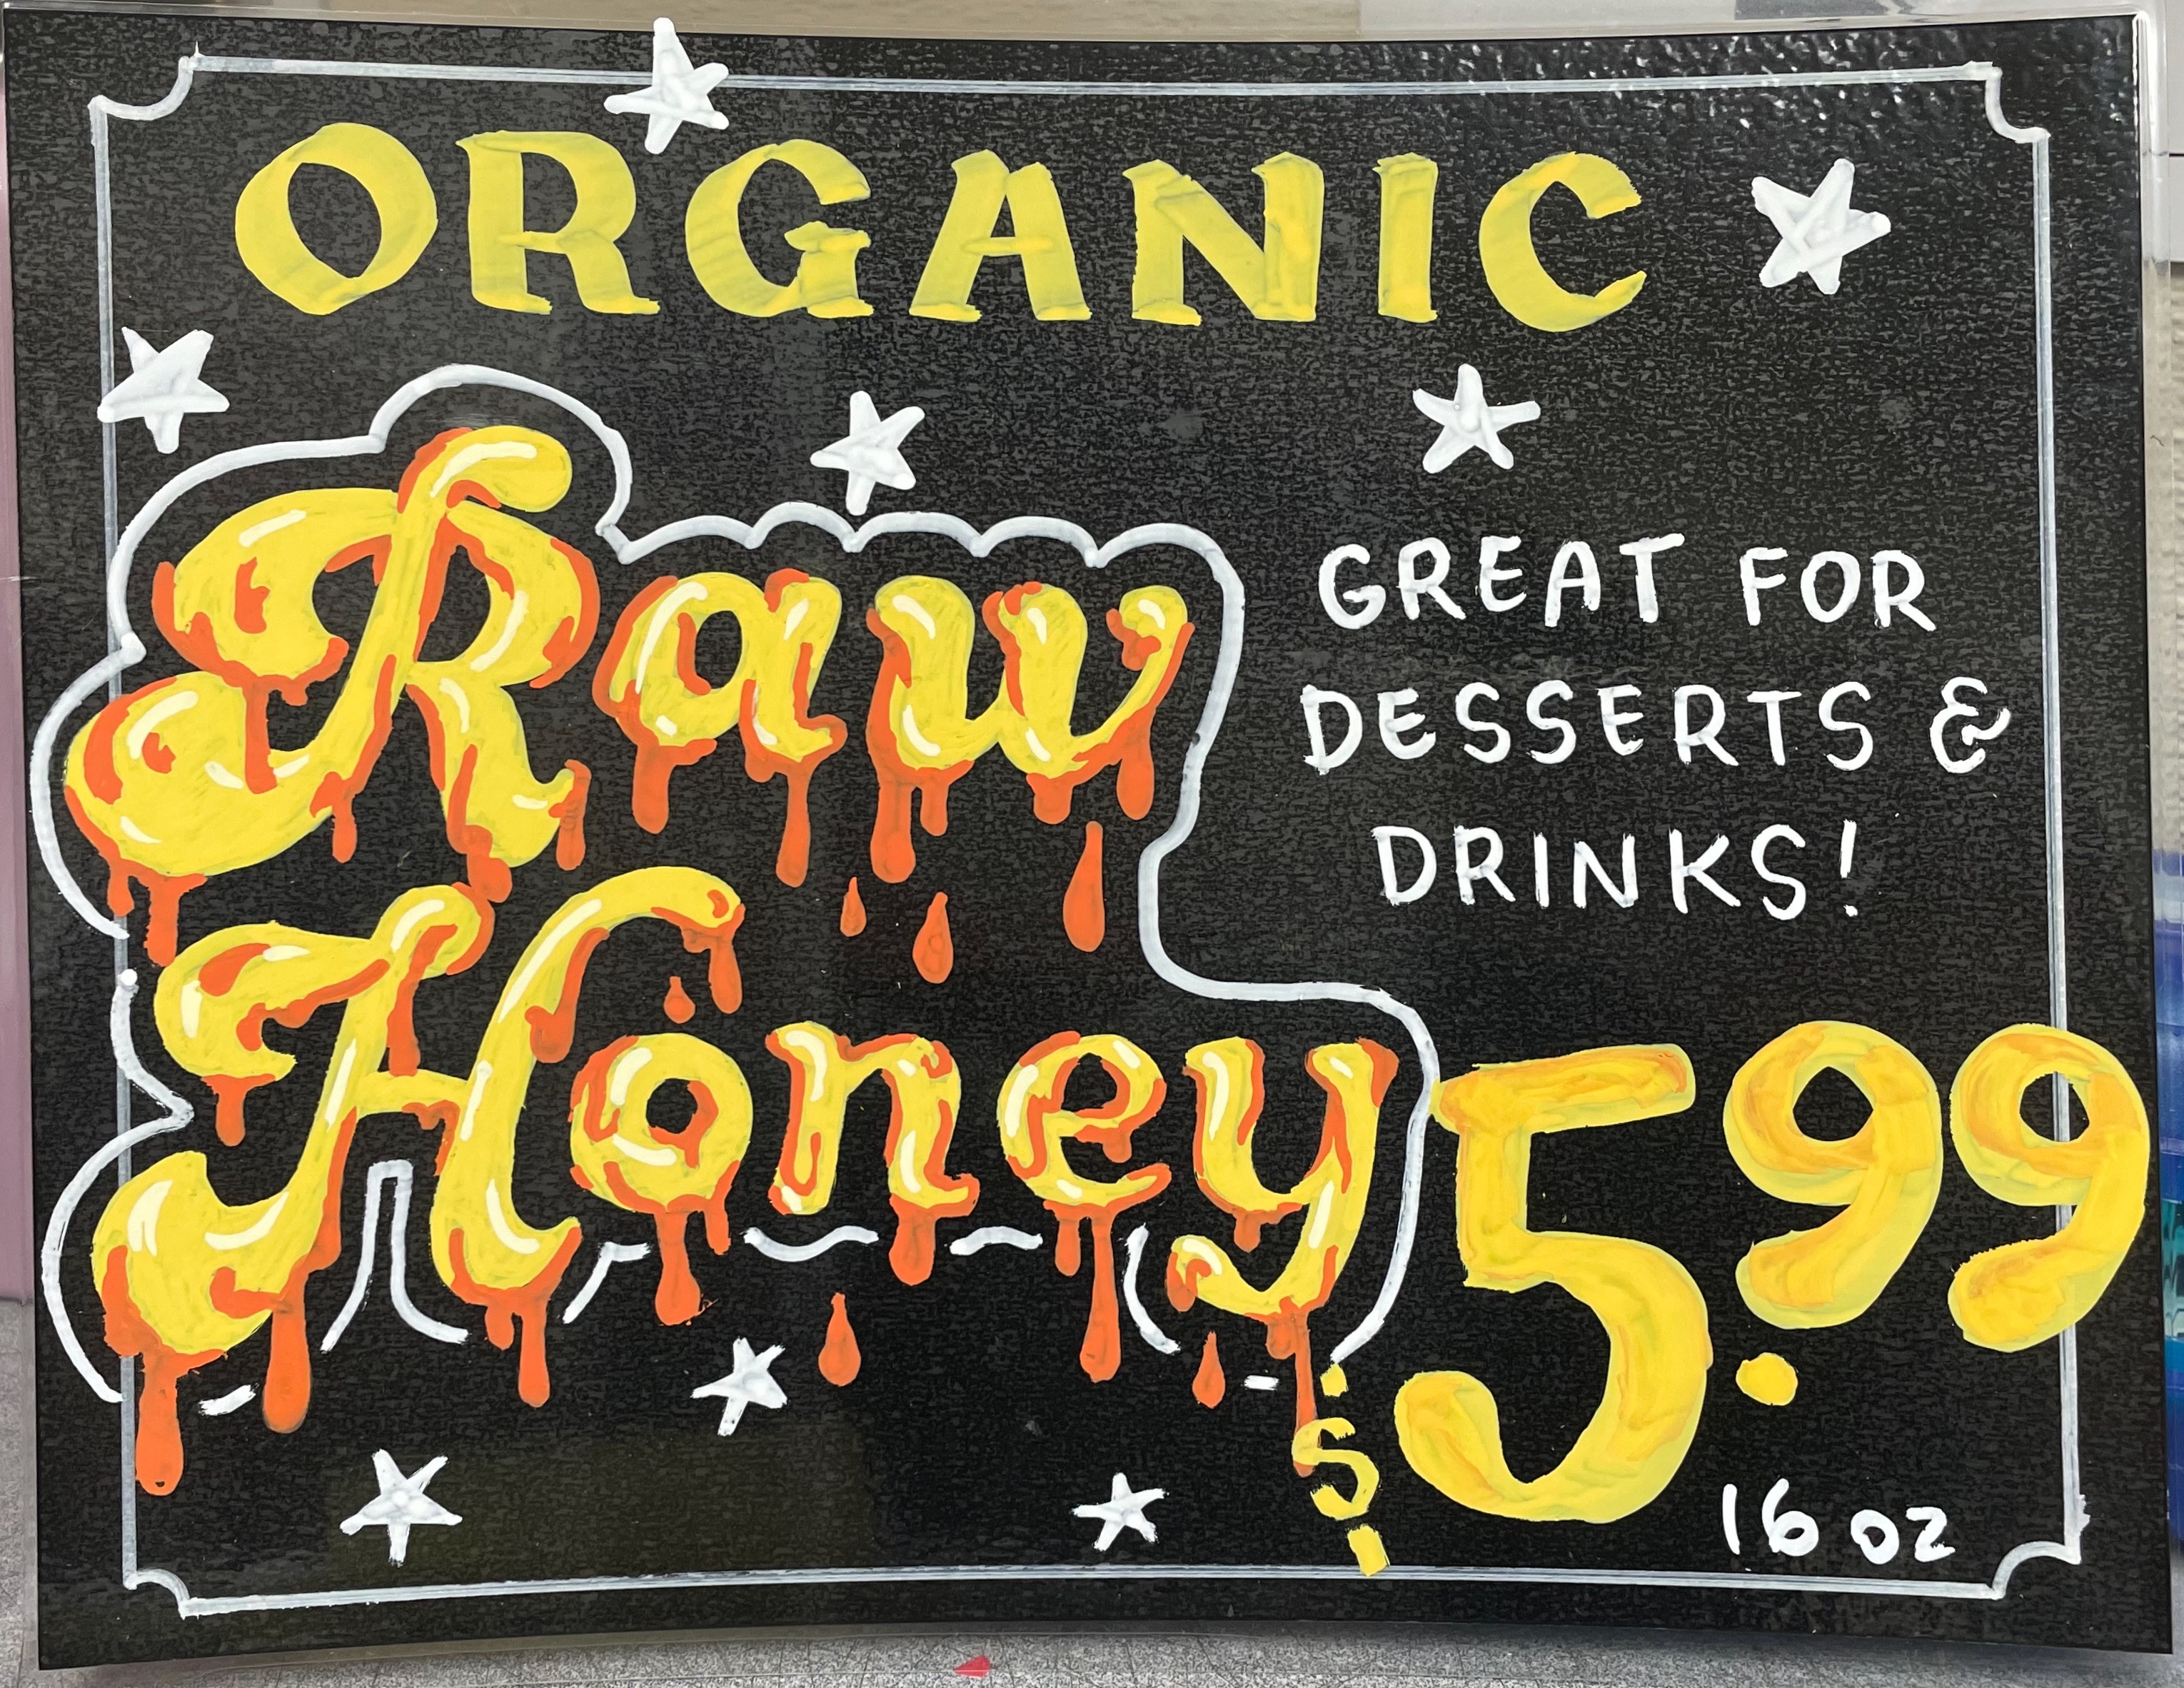 ORGANIC
Raw
Honey
GREAT FOR
DESSERTS &
DRINKS!
$5.99
16 oz